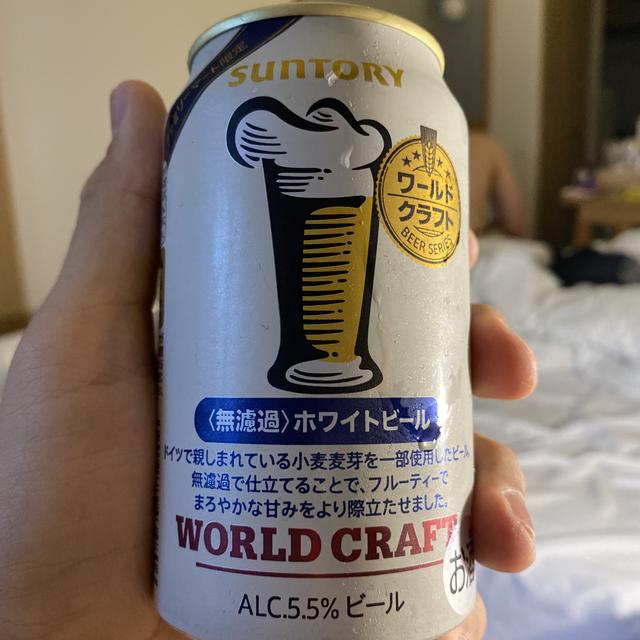 限定
SUNTORY
ワールド
クラフト
BEER SERIES
〈無濾過〉ホワイトビール
ドイツで親しまれている小麦麦芽を一部使用したビール。
無濾過で仕立てることで、フルーティーで
まろやかな甘みをより際立たせました。
WORLD CRAFT
お酒
ALC.5.5% ビール